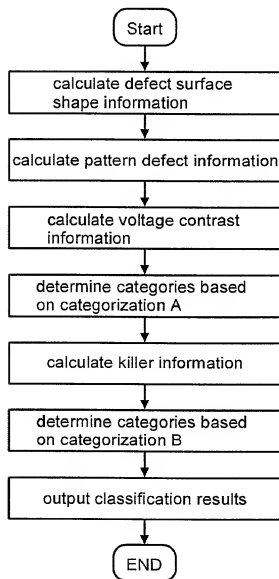 Start
calculate defect surface
shape information
calculate pattern defect information
calculate voltage contrast
information
determine categories based
on categorization A
calculate killer information
determine categories based
on categorization B
output classification results
END